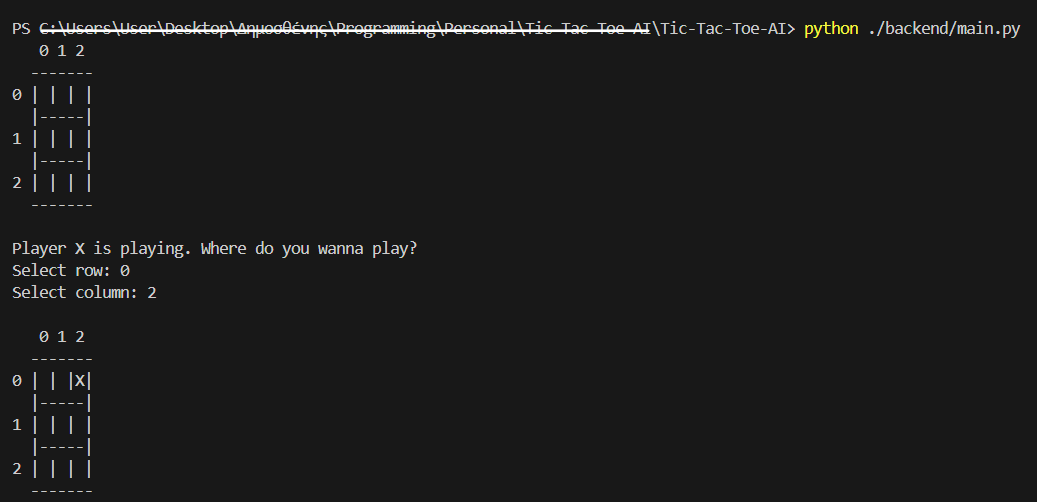 PS C:\Users\User\Desktop\Δημοσθένης\Programming\Personal\Tic-Tac-Toe-AI\Tic-Tac-Toe-AI> python ./backend/main.py
   0 1 2
  -------
0 | | | |
  |-----|
1 | | | |
  |-----|
2 | | | |
  -------
Player X is playing. Where do you wanna play?
Select row: 0
Select column: 2
   0 1 2
  -------
0 | | |X|
  |-----|
1 | | | |
  |-----|
2 | | | |
  -------